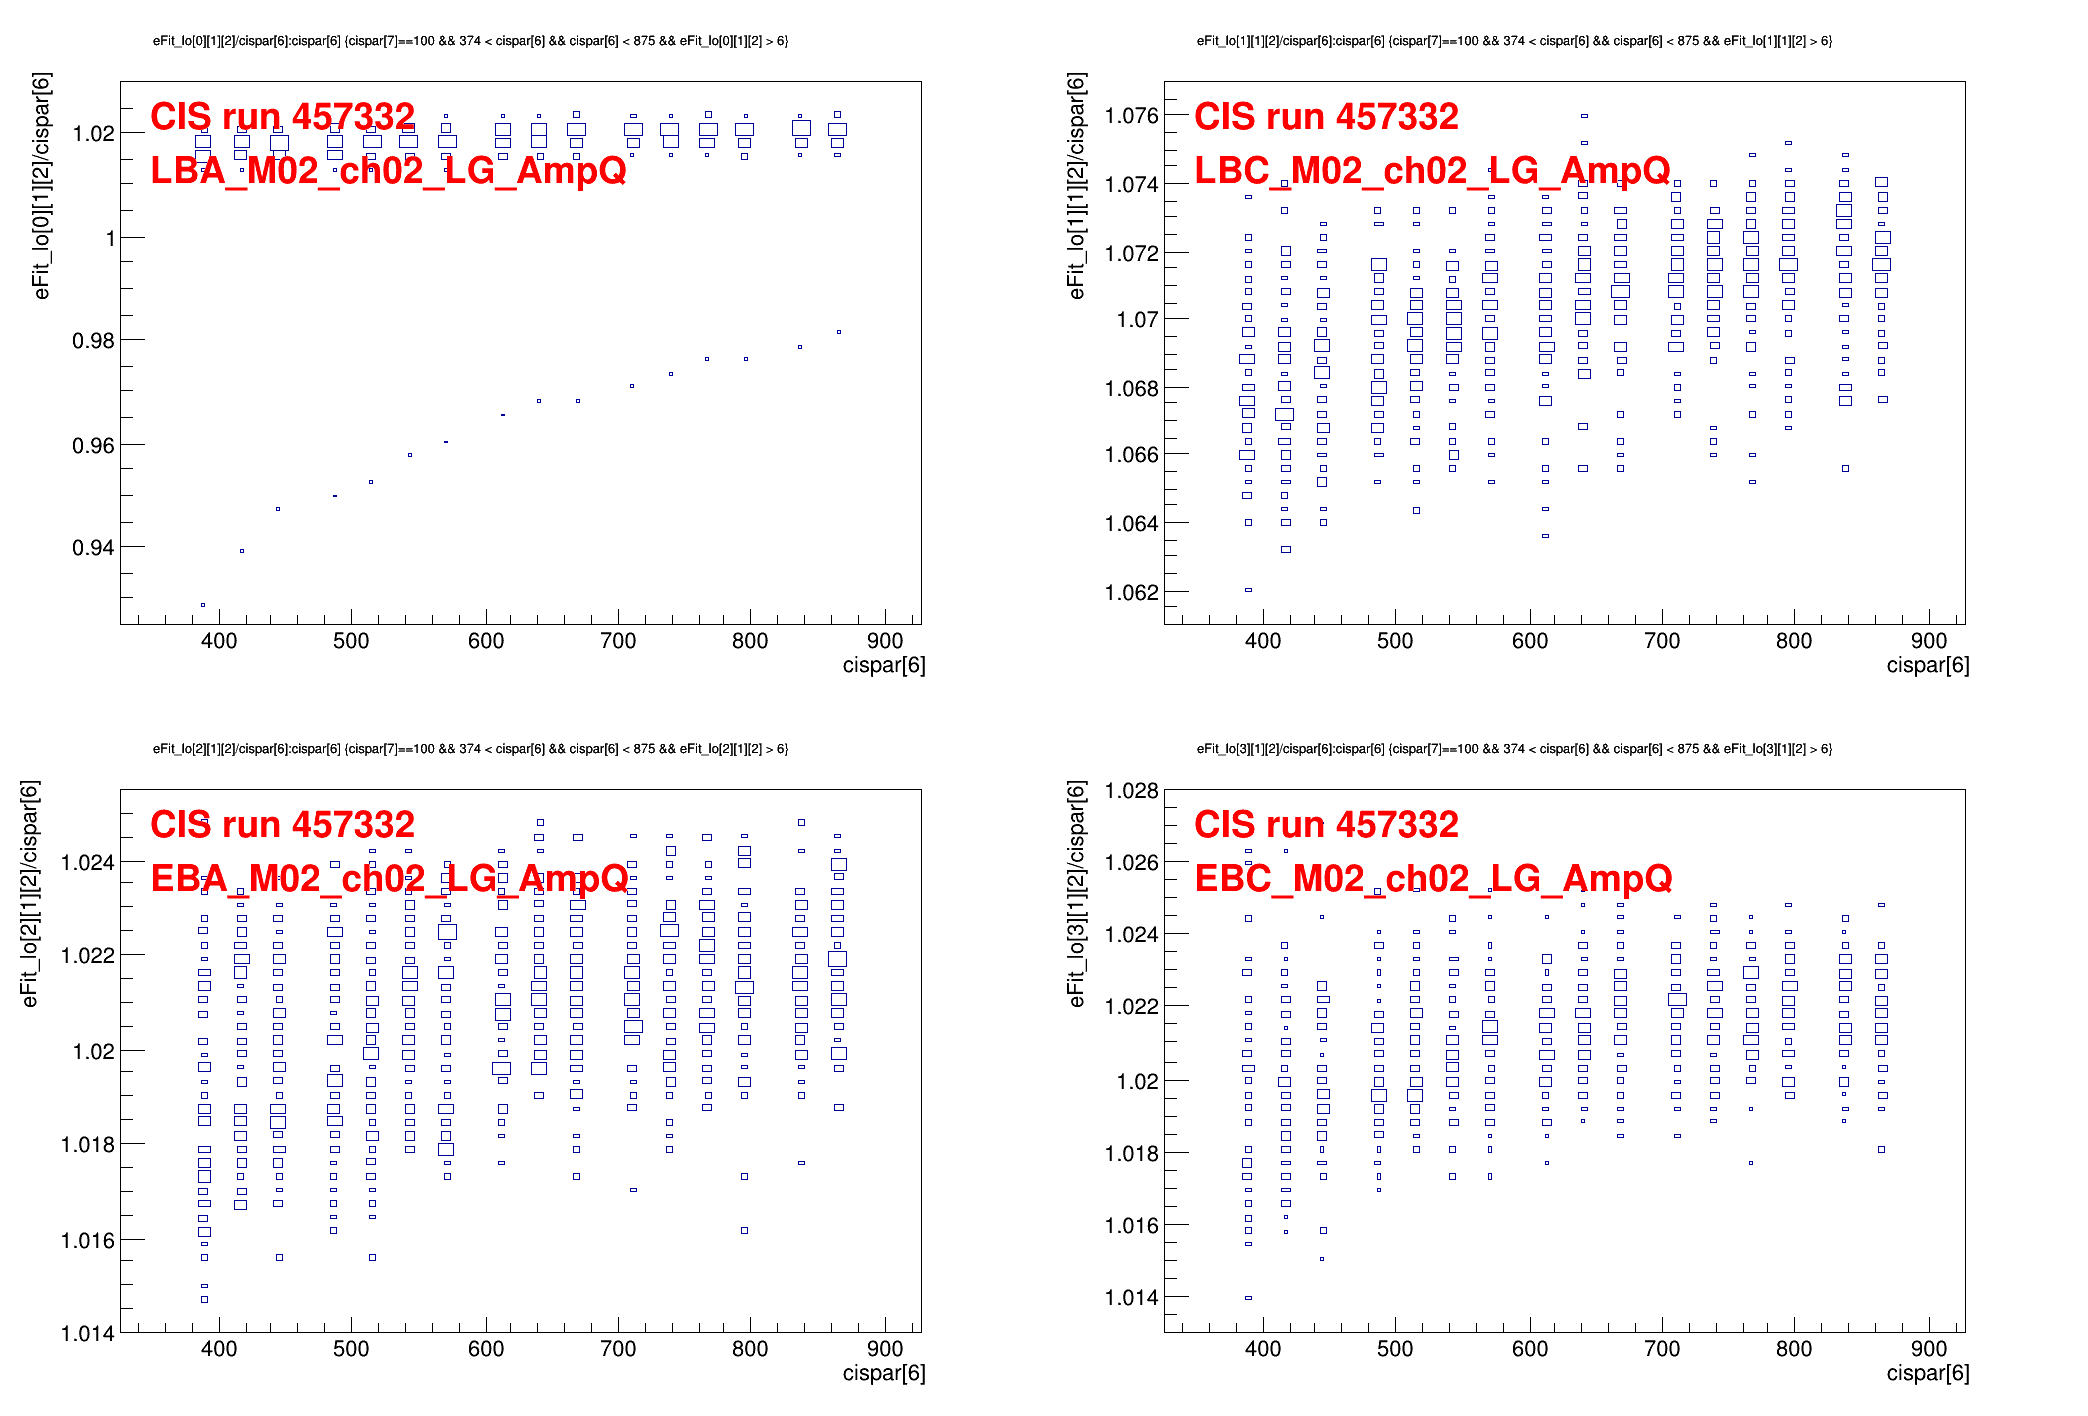 eFit_lo[0][1][2]/cispar[6]:cispar[6] {cispar[7]==100 && 374 < cispar[6] && cispar[6] < 875 && eFit_lo[0][1][2] > 6}
eFit_lo[0][1][2]/cispar[6]
CIS run 457332
LBA_M02_ch02_LG_AmpQ
1.02
1
0.98
0.96
0.94
400 500 600 700 800 900
cispar[6]
eFit_lo[1][1][2]/cispar[6]:cispar[6] {cispar[7]==100 && 374 < cispar[6] && cispar[6] < 875 && eFit_lo[1][1][2] > 6}
eFit_lo[1][1][2]/cispar[6]
CIS run 457332
LBC_M02_ch02_LG_AmpQ
1.076
1.074
1.072
1.07
1.068
1.066
1.064
1.062
400 500 600 700 800 900
cispar[6]
eFit_lo[2][1][2]/cispar[6]:cispar[6] {cispar[7]==100 && 374 < cispar[6] && cispar[6] < 875 && eFit_lo[2][1][2] > 6}
eFit_lo[2][1][2]/cispar[6]
CIS run 457332
EBA_M02_ch02_LG_AmpQ
1.024
1.022
1.02
1.018
1.016
1.014
400 500 600 700 800 900
cispar[6]
eFit_lo[3][1][2]/cispar[6]:cispar[6] {cispar[7]==100 && 374 < cispar[6] && cispar[6] < 875 && eFit_lo[3][1][2] > 6}
eFit_lo[3][1][2]/cispar[6]
CIS run 457332
EBC_M02_ch02_LG_AmpQ
1.028
1.026
1.024
1.022
1.02
1.018
1.016
1.014
400 500 600 700 800 900
cispar[6]